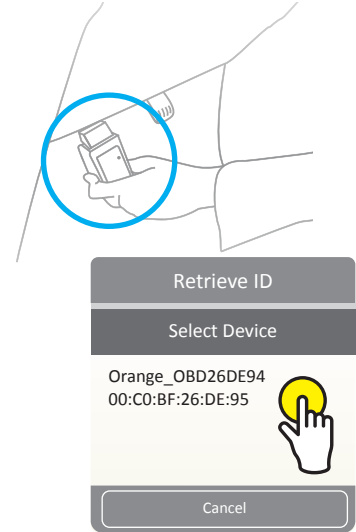 Retrieve ID
Select Device
Orange_OBD26DE94
00:C0:BF:26:DE:95
Cancel